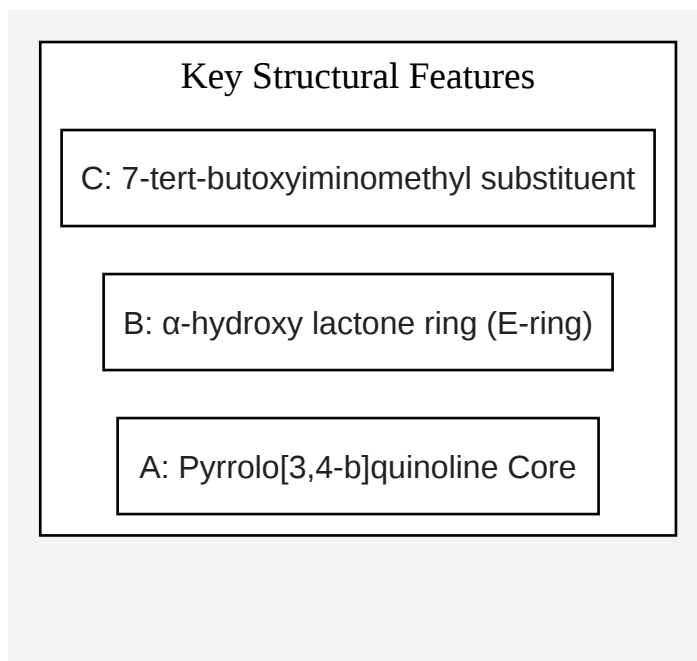 Key Structural Features
C: 7-tert-butoxyiminomethyl substituent
B: α-hydroxy lactone ring (E-ring)
A: Pyrrolo[3,4-b]quinoline Core